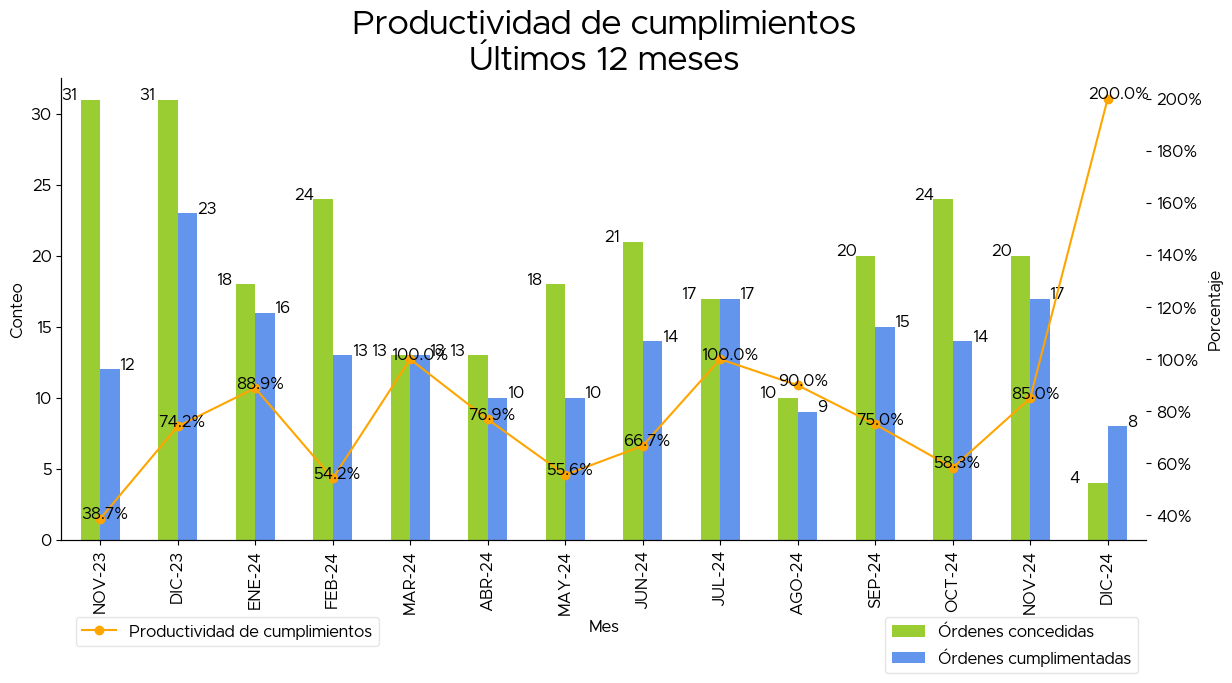 Productividad de cumplimientos
Últimos 12 meses
Conteo
30
25
20
15
10
5
0
31
12
31
23
18
16
24
13
13
13
13
10
18
10
21
14
17
17
10
9
20
15
24
14
20
17
4
8
38.7%
74.2%
88.9%
54.2%
100.0%
76.9%
55.6%
66.7%
100.0%
90.0%
75.0%
58.3%
85.0%
200.0%
200%
180%
160%
140%
120%
100%
80%
60%
40%
Porcentaje
NOV-23
DIC-23
ENE-24
FEB-24
MAR-24
ABR-24
MAY-24
JUN-24
JUL-24
AGO-24
SEP-24
OCT-24
NOV-24
DIC-24
Mes
Productividad de cumplimientos
Órdenes concedidas
Órdenes cumplimentadas